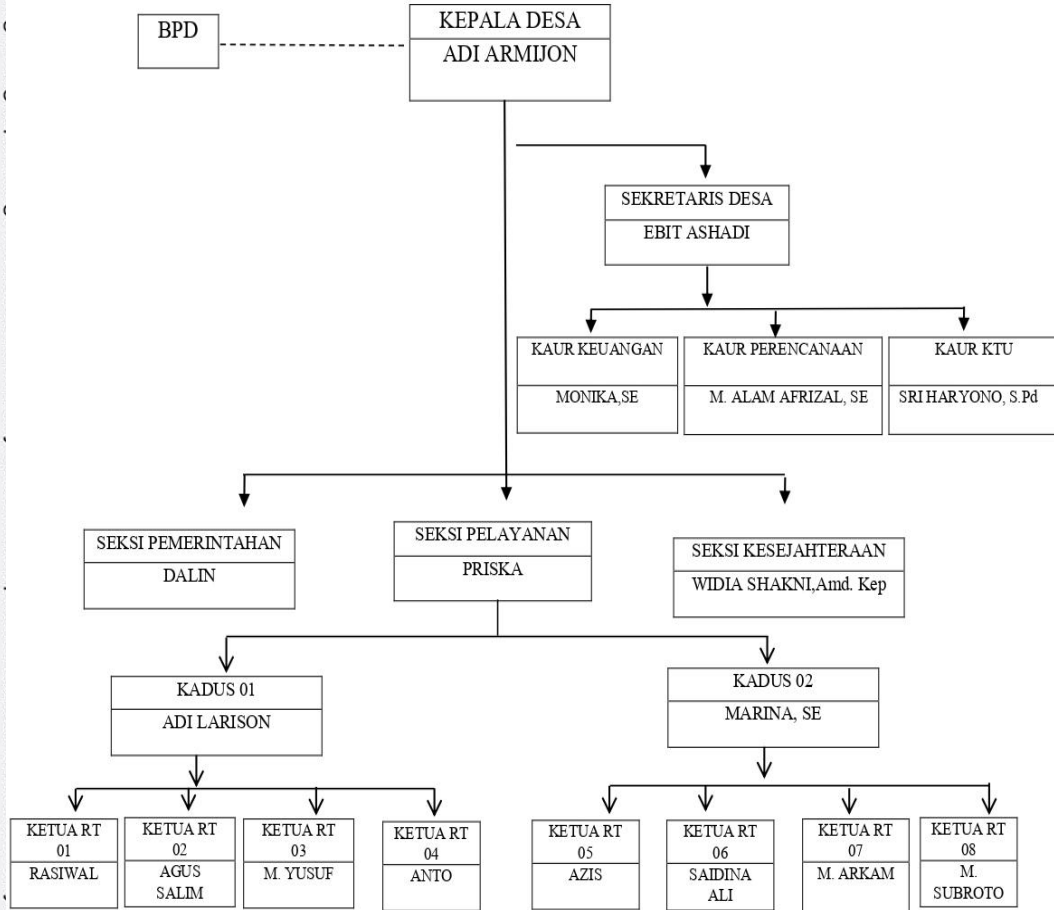 BPD
KEPALA DESA
ADI ARMIJON
SEKRETARIS DESA
EBIT ASHADI
KAUR KEUANGAN
MONIKA,SE
KAUR PERENCANAAN
M. ALAM AFRIZAL, SE
KAUR KTU
SRI HARYONO, S.Pd
SEKSI PEMERINTAHAN
DALIN
SEKSI PELAYANAN
PRISKA
SEKSI KESEJAHTERAAN
WIDIA SHAKNI,Amd. Kep
KADUS 01
ADI LARISON
KADUS 02
MARINA, SE
KETUA RT
01
RASIWAL
KETUA RT
02
AGUS
SALIM
KETUA RT
03
M. YUSUF
KETUA RT
04
ANTO
KETUA RT
05
AZIS
KETUA RT
06
SAIDINA
ALI
KETUA RT
07
M. ARKAM
KETUA RT
08
M.
SUBROTO